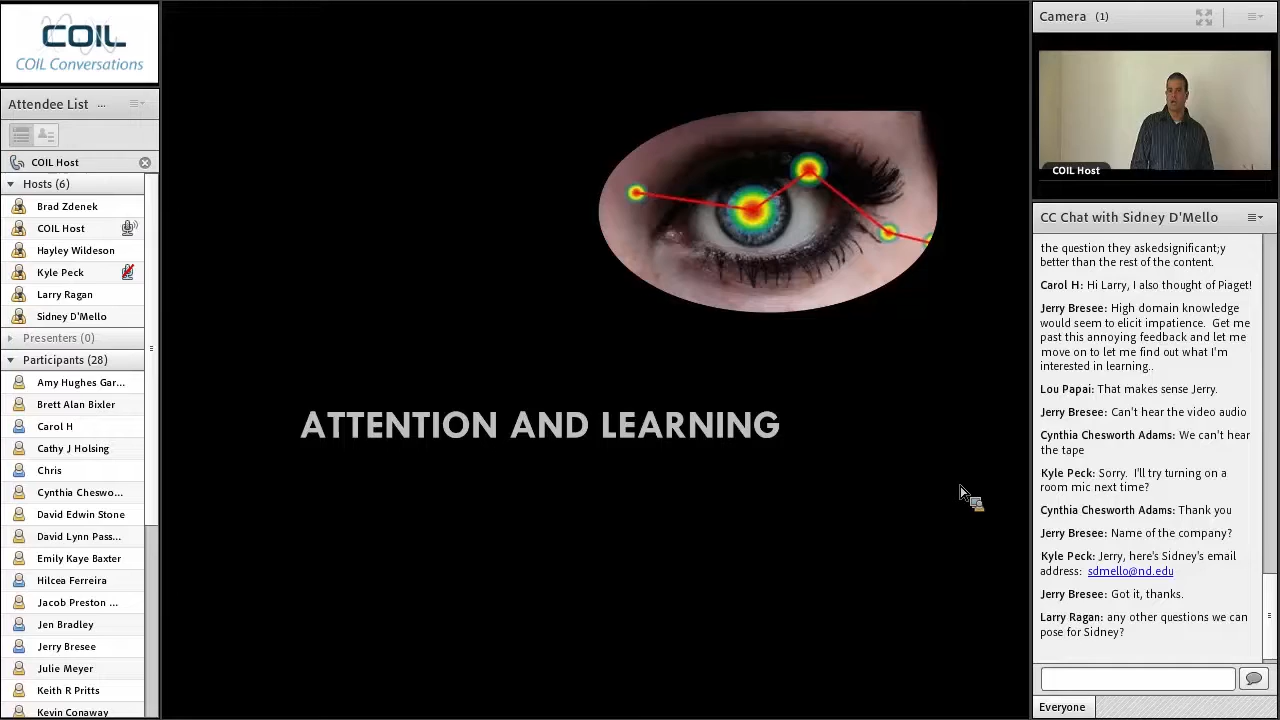 COIL
COIL Conversations
Attendee List ...
COIL Host
Hosts (6)
Brad Zdenek
COIL Host
Hayley Wildeson
Kyle Peck
Larry Ragan
Sidney D'Mello
Presenters (0)
Participants (28)
Amy Hughes Gar...
Brett Alan Bixler
Carol H
Cathy J Holsing
Chris
Cynthia Cheswo...
David Edwin Stone
David Lynn Pass...
Emily Kaye Baxter
Hilcea Ferreira
Jacob Preston ...
Jen Bradley
Jerry Bresee
Julie Meyer
Keith R Pritts
Kevin Conaway
ATTENTION AND LEARNING
Camera (1)
COIL Host
CC Chat with Sidney D'Mello
the question they askedsignificant;y
better than the rest of the content.
Carol H: Hi Larry, I also thought of Piaget!
Jerry Bresee: High domain knowledge
would seem to elicit impatience. Get me
past this annoying feedback and let me
move on to let me find out what I'm
interested in learning..
Lou Papai: That makes sense Jerry.
Jerry Bresee: Can't hear the video audio
Cynthia Chesworth Adams: We can't hear
the tape
Kyle Peck: Sorry. I'll try turning on a
room mic next time?
Cynthia Chesworth Adams: Thank you
Jerry Bresee: Name of the company?
Kyle Peck: Jerry, here's Sidney's email
address: sdmello@nd.edu
Jerry Bresee: Got it, thanks.
Larry Ragan: any other questions we can
pose for Sidney?
Everyone